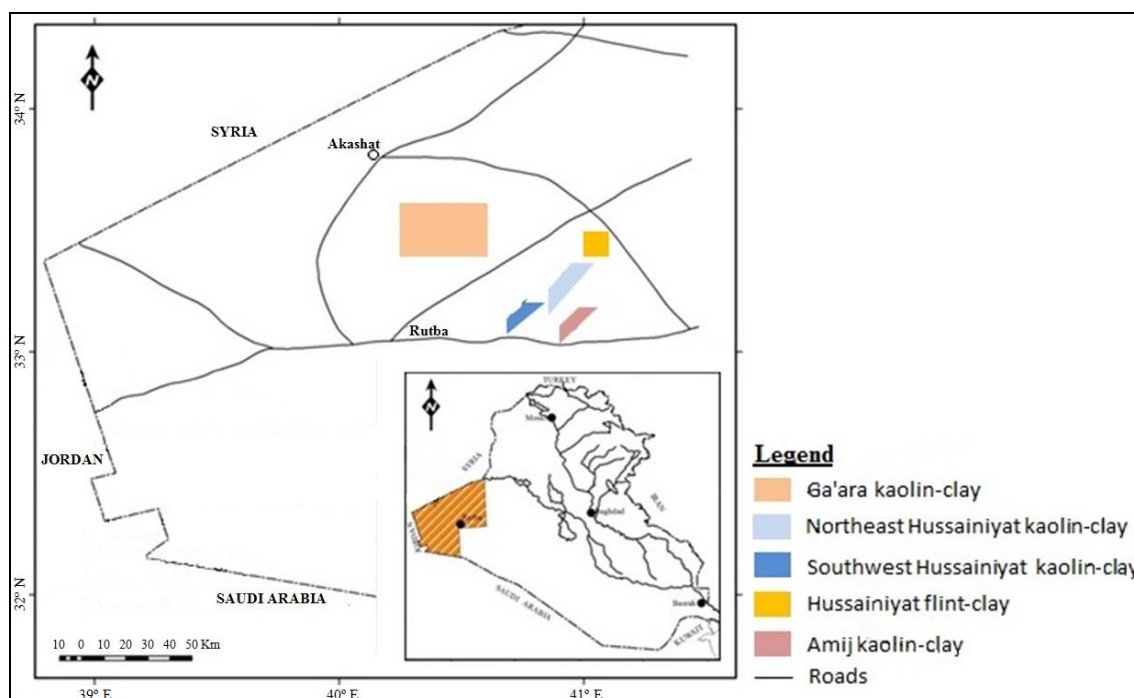 N
34° N
SYRIA
Akashat
Rutba
33° N
JORDAN
SAUDI ARABIA
32° N
10 0 10 20 30 40 50 Km
39° E
40° E
41° E
N
TURKEY
SYRIA
IRAN
Baghdad
SAUDI ARABIA
Basrah
KUWAIT
Legend
Ga'ara kaolin-clay
Northeast Hussainiyat kaolin-clay
Southwest Hussainiyat kaolin-clay
Hussainiyat flint-clay
Amij kaolin-clay
Roads